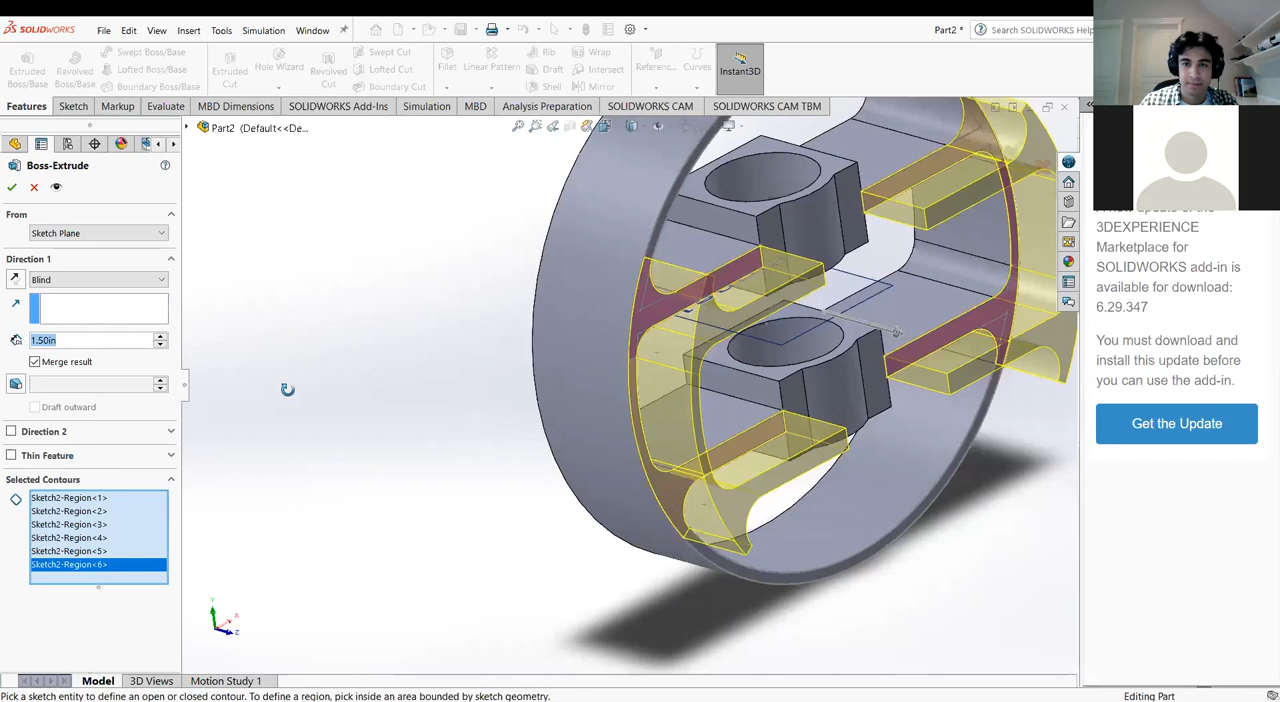 SOLIDWORKS
File Edit View Insert Tools Simulation Window
Part2 *
Search SOLIDWORKS Help
Extruded Boss/Base
Revolved Boss/Base
Swept Boss/Base
Lofted Boss/Base
Boundary Boss/Base
Extruded Cut
Hole Wizard
Revolved Cut
Swept Cut
Lofted Cut
Boundary Cut
Fillet
Linear Pattern
Rib
Draft
Shell
Wrap
Intersect
Mirror
Referenc...
Curves
Instant3D
Features Sketch Markup Evaluate MBD Dimensions SOLIDWORKS Add-Ins Simulation MBD Analysis Preparation SOLIDWORKS CAM SOLIDWORKS CAM TBM
Part2 (Default<<De...
Boss-Extrude
From
Sketch Plane
Direction 1
Blind
1.50in
Merge result
Draft outward
Direction 2
Thin Feature
Selected Contours
Sketch2-Region<1>
Sketch2-Region<2>
Sketch2-Region<3>
Sketch2-Region<4>
Sketch2-Region<5>
Sketch2-Region<6>
Y
X
Z
3DEXPERIENCE
Marketplace for
SOLIDWORKS add-in is
available for download:
6.29.347
You must download and
install this update before
you can use the add-in.
Get the Update
Model 3D Views Motion Study 1
Pick a sketch entity to define an open or closed contour. To define a region, pick inside an area bounded by sketch geometry.
Editing Part